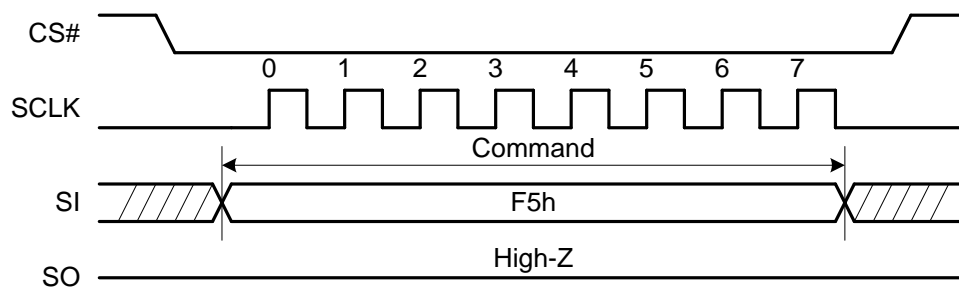 CS#
0 1 2 3 4 5 6 7
SCLK
Command
SI
F5h
High-Z
SO